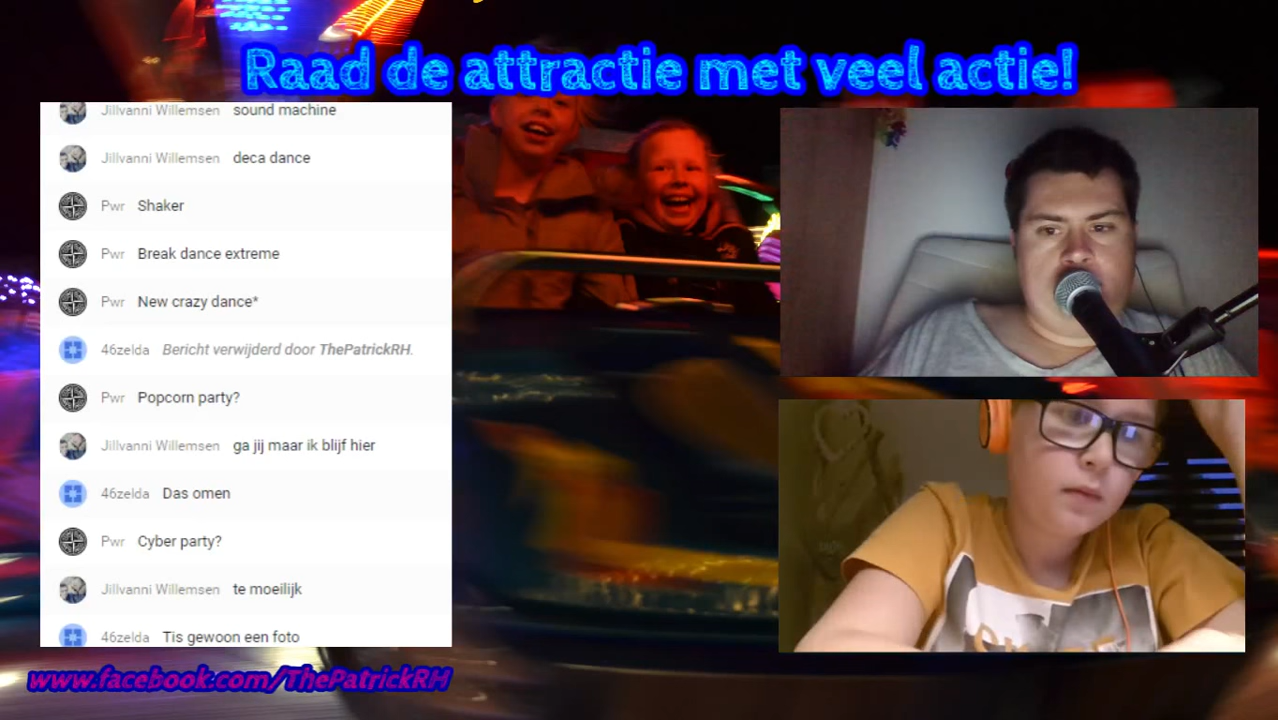 Raad de attractie met veel actie!
Jillvanni Willemsen sound machine
Jillvanni Willemsen deca dance
Pwr Shaker
Pwr Break dance extreme
Pwr New crazy dance*
46zelda Bericht verwijderd door ThePatrickRH.
Pwr Popcorn party?
Jillvanni Willemsen ga jij maar ik blijf hier
46zelda Das omen
Pwr Cyber party?
Jillvanni Willemsen te moeilijk
46zelda Tis gewoon een foto
www.facebook.com/ThePatrickRH